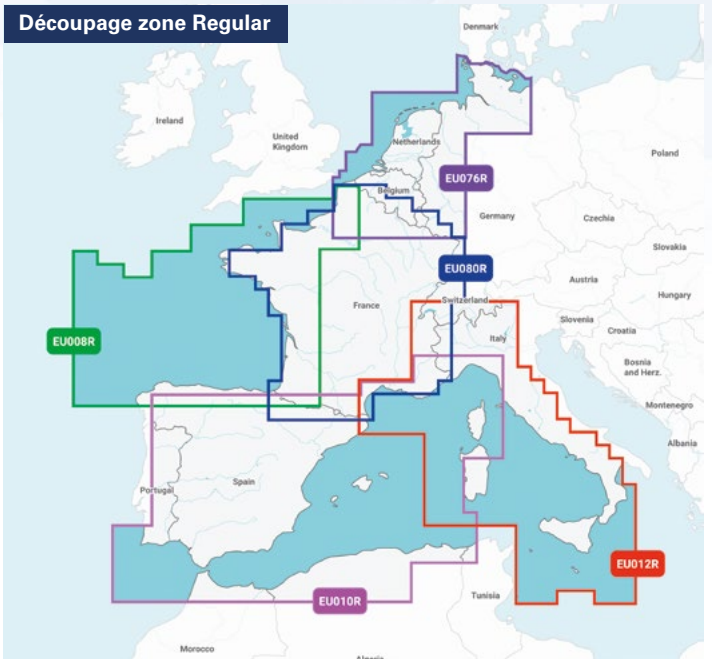 Découpage zone Regular
Denmark
Ireland
United
Kingdom
Netherlands
Poland
EU076R
Belgium
Germany
Czechia
Slovakia
EU080R
Austria
Hungary
Switzerland
France
Slovenia
Croatia
EU008R
Italy
Bosnia
and Herz.
Montenegro
Albania
Spain
Portugal
EU012R
EU010R
Tunisia
Morocco
Algeria